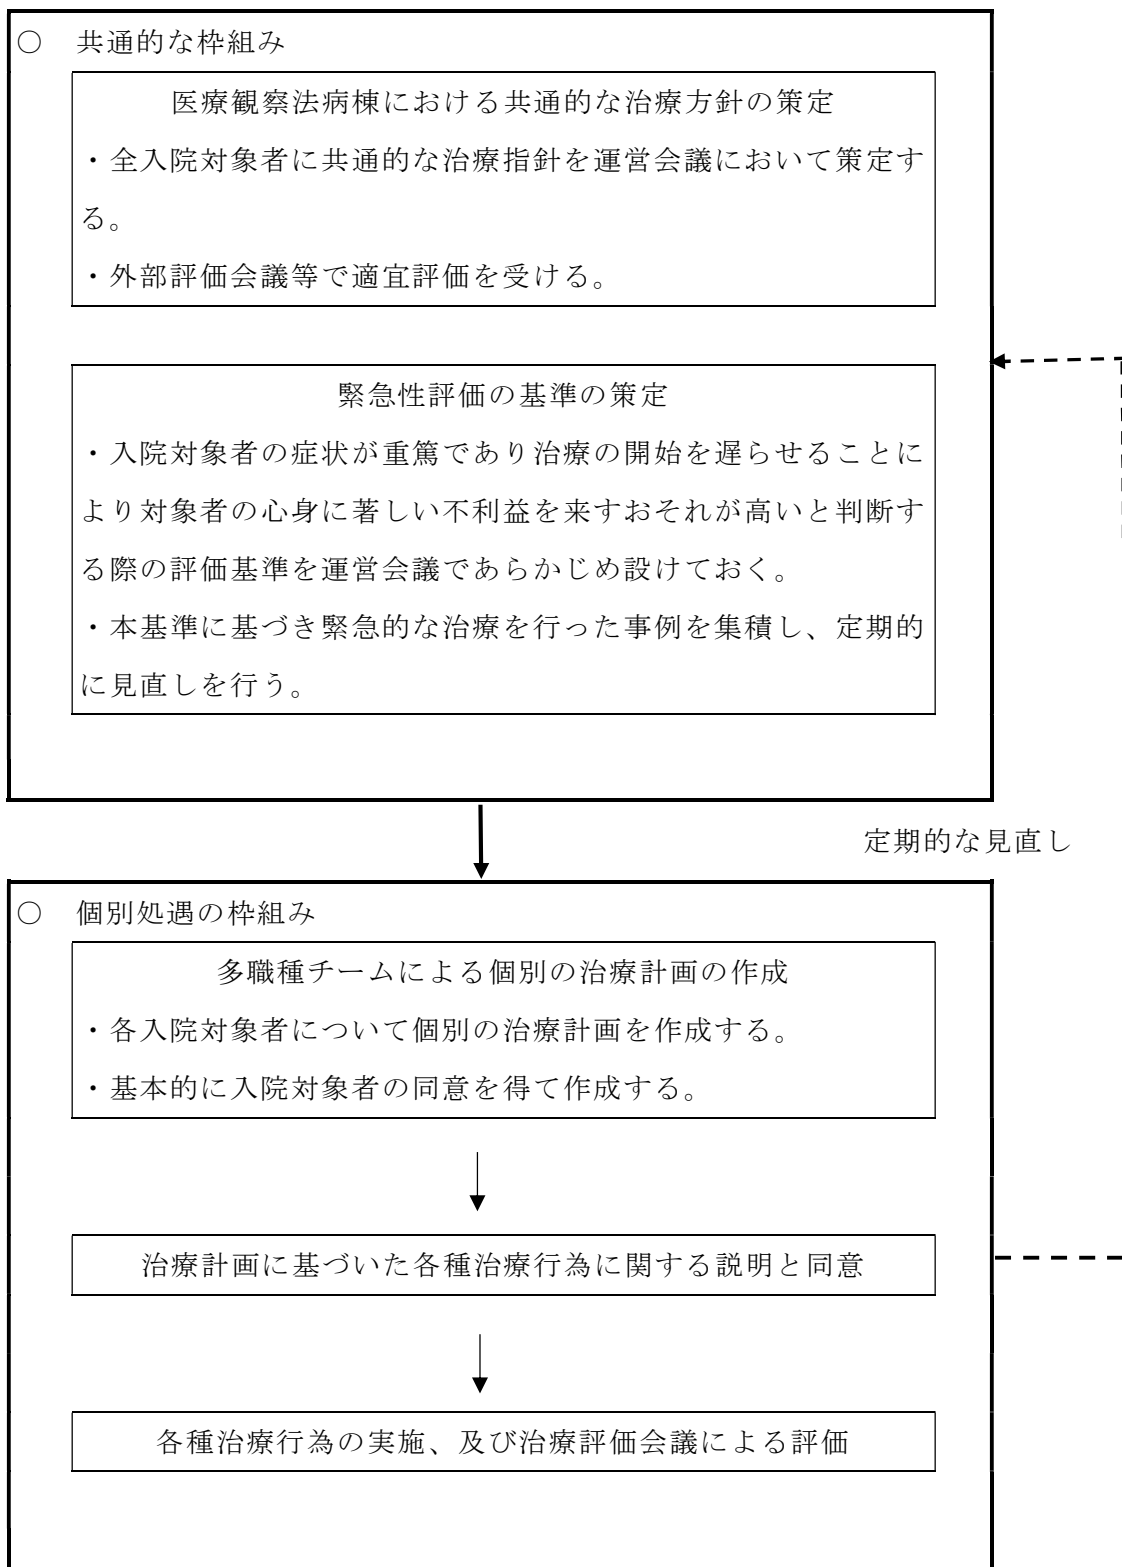 ○　共通的な枠組み
医療観察法病棟における共通的な治療方針の策定
・全入院対象者に共通的な治療指針を運営会議において策定す
る。
・外部評価会議等で適宜評価を受ける。
緊急性評価の基準の策定
・入院対象者の症状が重篤であり治療の開始を遅らせることに
より対象者の心身に著しい不利益を来すおそれが高いと判断す
る際の評価基準を運営会議であらかじめ設けておく。
・本基準に基づき緊急的な治療を行った事例を集積し、定期的
に見直しを行う。
定期的な見直し
○　個別処遇の枠組み
多職種チームによる個別の治療計画の作成
・各入院対象者について個別の治療計画を作成する。
・基本的に入院対象者の同意を得て作成する。
治療計画に基づいた各種治療行為に関する説明と同意
各種治療行為の実施、及び治療評価会議による評価